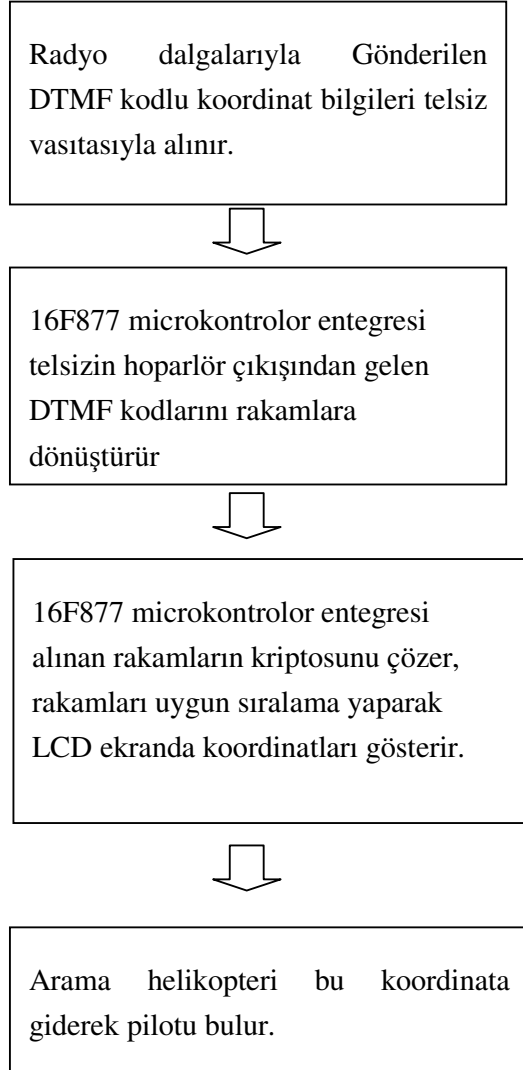 Radyo dalgalarıyla Gönderilen
DTMF kodlu koordinat bilgileri telsiz
vasıtasıyla alınır.
16F877 microkontrolor entegresi
telsizin hoparlör çıkışından gelen
DTMF kodlarını rakamlara
dönüştürür
16F877 microkontrolor entegresi
alınan rakamların kriptosunu çözer,
rakamları uygun sıralama yaparak
LCD ekranda koordinatları gösterir.
Arama helikopteri bu koordinata
giderek pilotu bulur.